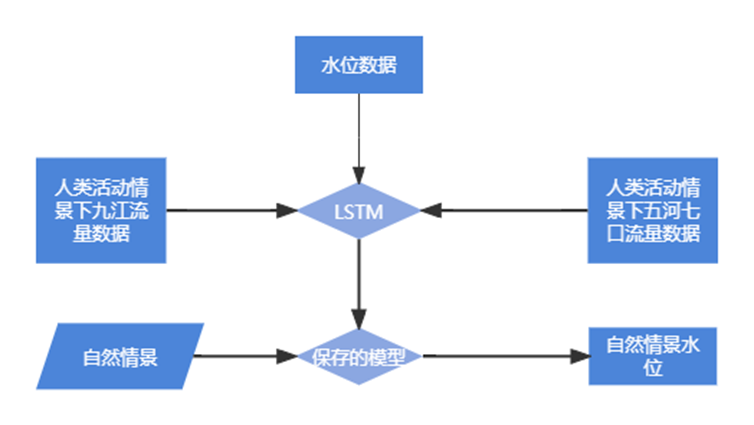 水位数据
人类活动情
景下九江流
量数据
LSTM
人类活动情
景下五河七
口流量数据
自然情景
保存的模型
自然情景水
位